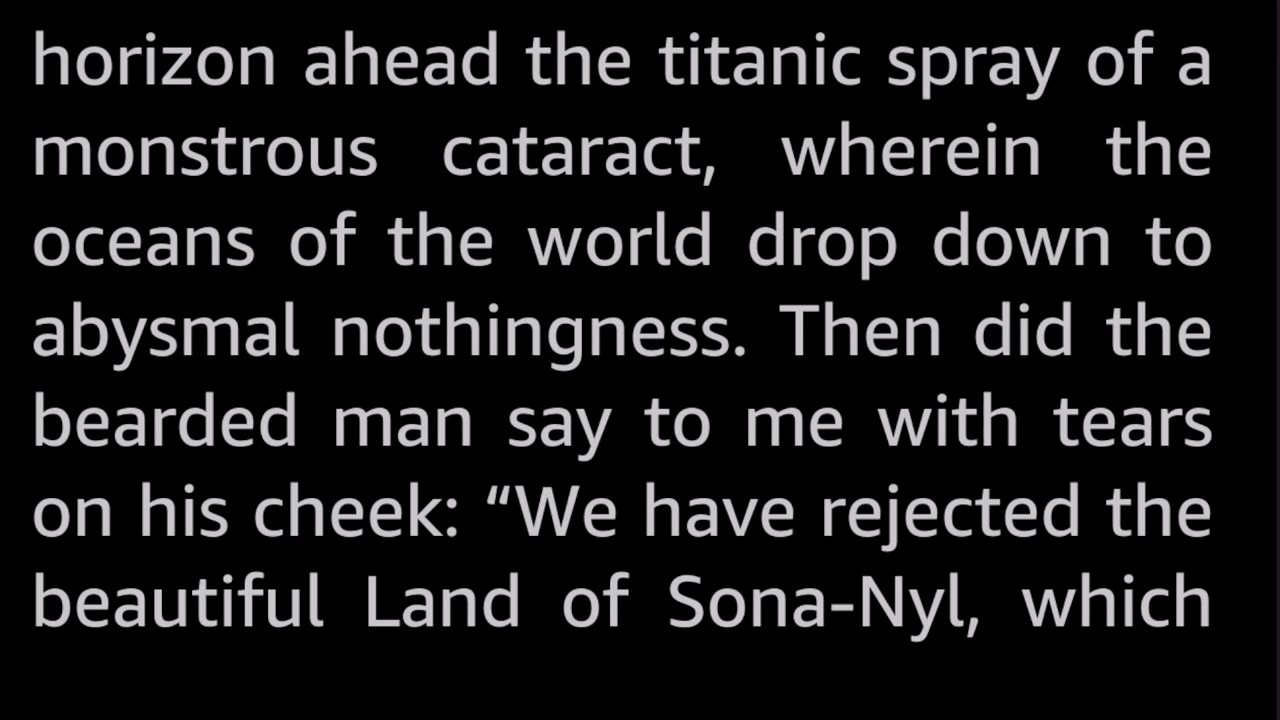 horizon ahead the titanic spray of a
monstrous cataract, wherein the
oceans of the world drop down to
abysmal nothingness. Then did the
bearded man say to me with tears
on his cheek: “We have rejected the
beautiful Land of Sona-Nyl, which